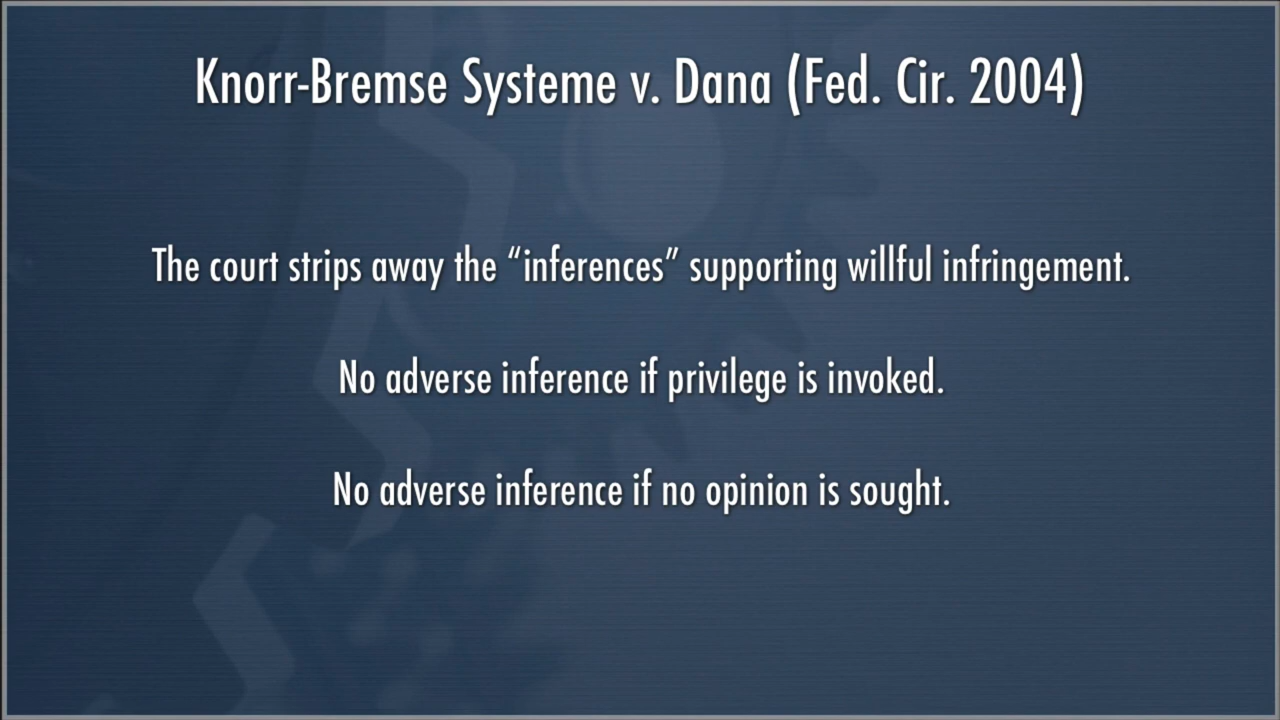 Knorr-Bremse Systeme v. Dana (Fed. Cir. 2004)
The court strips away the “inferences” supporting willful infringement.
No adverse inference if privilege is invoked.
No adverse inference if no opinion is sought.